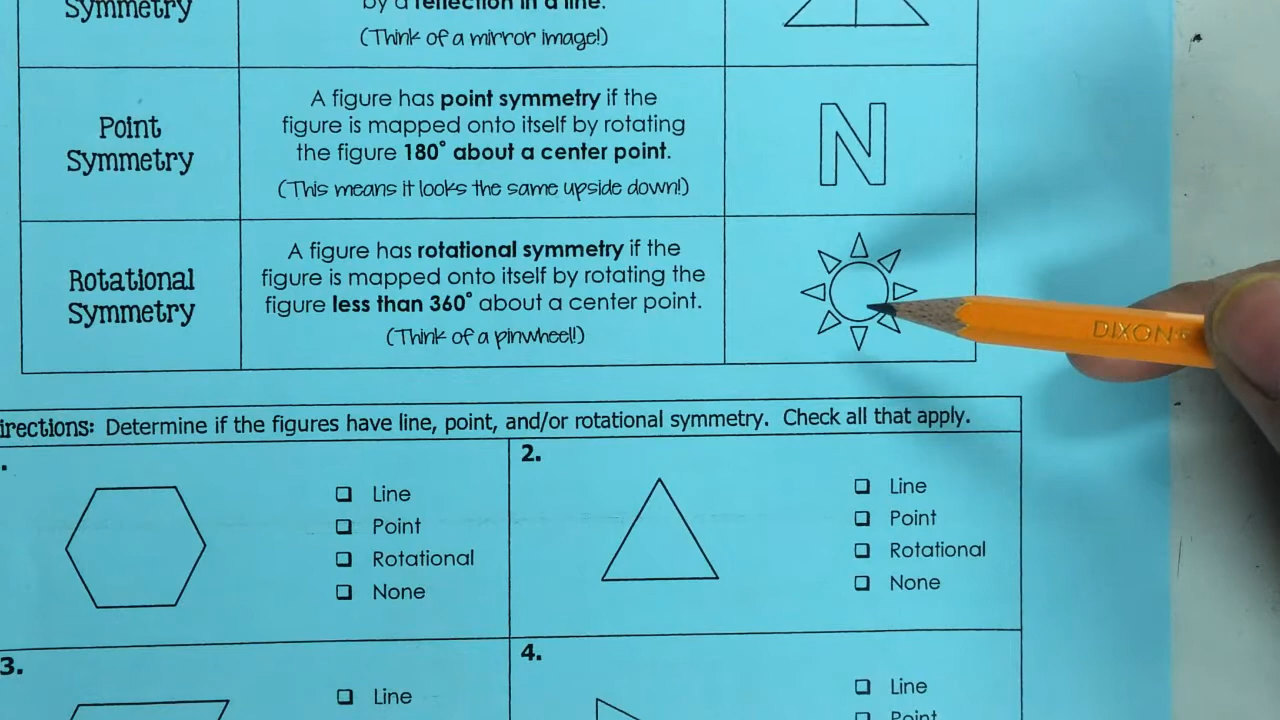 Symmetry
by a reflection in a line.
(Think of a mirror image!)
Point
Symmetry
A figure has point symmetry if the
figure is mapped onto itself by rotating
the figure 180° about a center point.
(This means it looks the same upside down!)
N
Rotational
Symmetry
A figure has rotational symmetry if the
figure is mapped onto itself by rotating the
figure less than 360° about a center point.
(Think of a pinwheel!)
DIXON
irections: Determine if the figures have line, point, and/or rotational symmetry. Check all that apply.
.
Line
Point
Rotational
None
2.
Line
Point
Rotational
None
3.
Line
4.
Line
Point